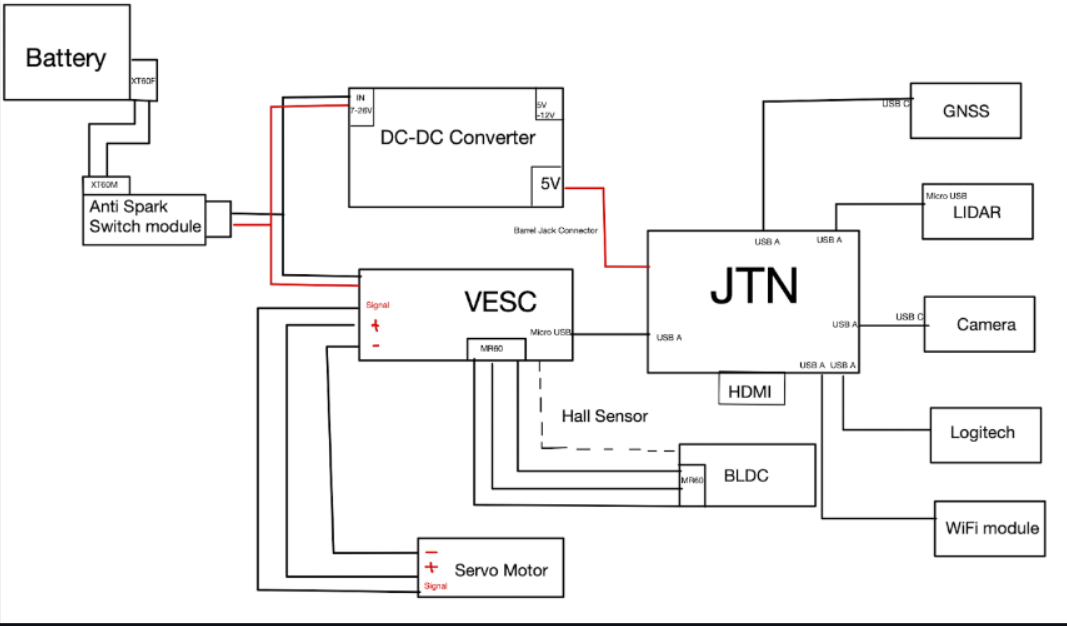 Battery
XT60F
XT60M
Anti Spark
Switch module
IN
7-26V
5V
-12V
DC-DC Converter
5V
Barrel Jack Connector
VESC
Signal
+
-
Micro USB
MR60
Hall Sensor
MR60
BLDC
−
+
Signal
Servo Motor
JTN
USB A
USB A
USB A
USB A
USB A
USB A
HDMI
USB C
GNSS
Micro USB
LIDAR
USB C
Camera
Logitech
WiFi module